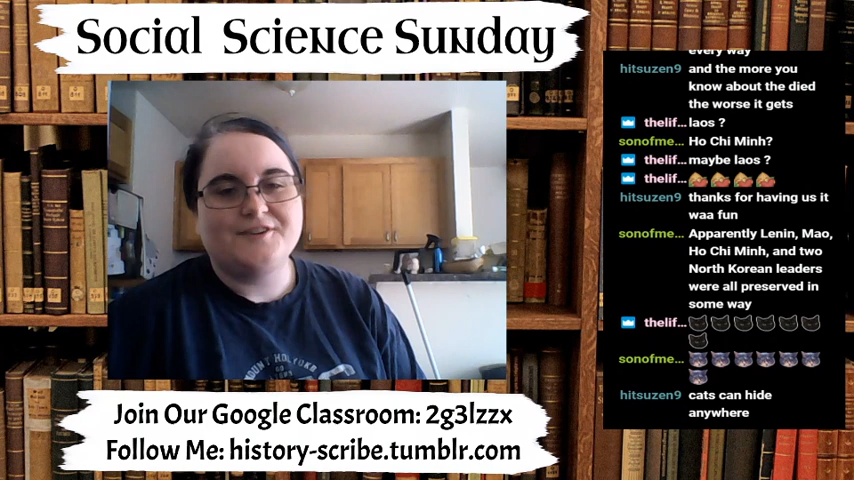 Social Science Sunday
every way
hitsuzen9 and the more you
know about the died
the worse it gets
thelif... laos ?
sonofme... Ho Chi Minh?
thelif... maybe laos ?
thelif...
hitsuzen9 thanks for having us it
waa fun
sonofme... Apparently Lenin, Mao,
Ho Chi Minh, and two
North Korean leaders
were all preserved in
some way
thelif...
sonofme...
hitsuzen9 cats can hide
anywhere
MOUNT HOLYOKE
Join Our Google Classroom: 2g3lzzx
Follow Me: history-scribe.tumblr.com